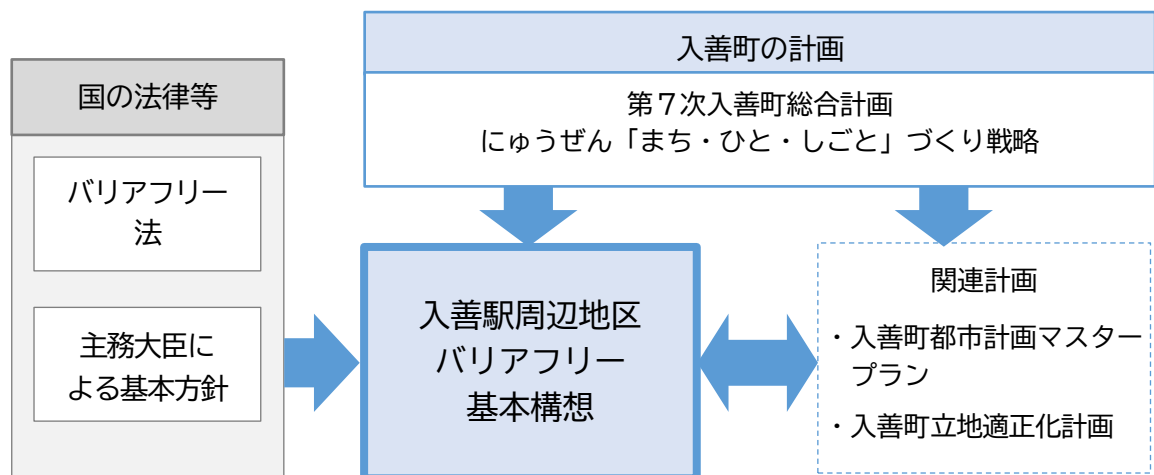 入善町の計画
第７次入善町総合計画
にゅうぜん「まち・ひと・しごと」づくり戦略
国の法律等
バリアフリー
法
主務大臣に
よる基本方針
入善駅周辺地区
バリアフリー
基本構想
関連計画
・入善町都市計画マスター
プラン
・入善町立地適正化計画